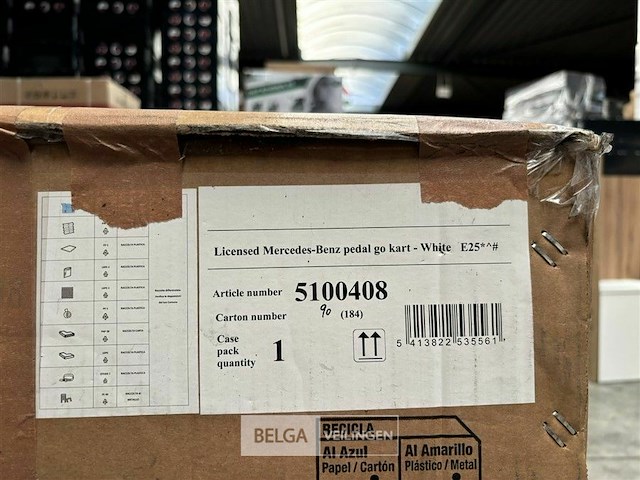 Licensed Mercedes-Benz pedal go kart - White E25*^#
Article number 5100408
Carton number 90 (184)
Case
pack
quantity 1
5 413822 535561
BELGA VEILINGEN
RECICLA
Al Azul
Papel / Cartón
Al Amarillo
Plástico / Metal